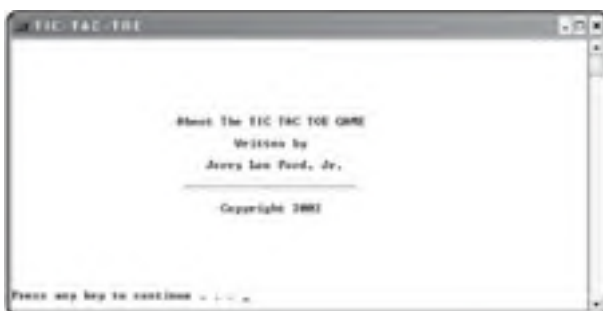 TIC-TAC-TOE
About The TIC TAC TOE GAME
Written by
Jerry Lee Ford, Jr.
Copyright
Press any key to continue . . . _